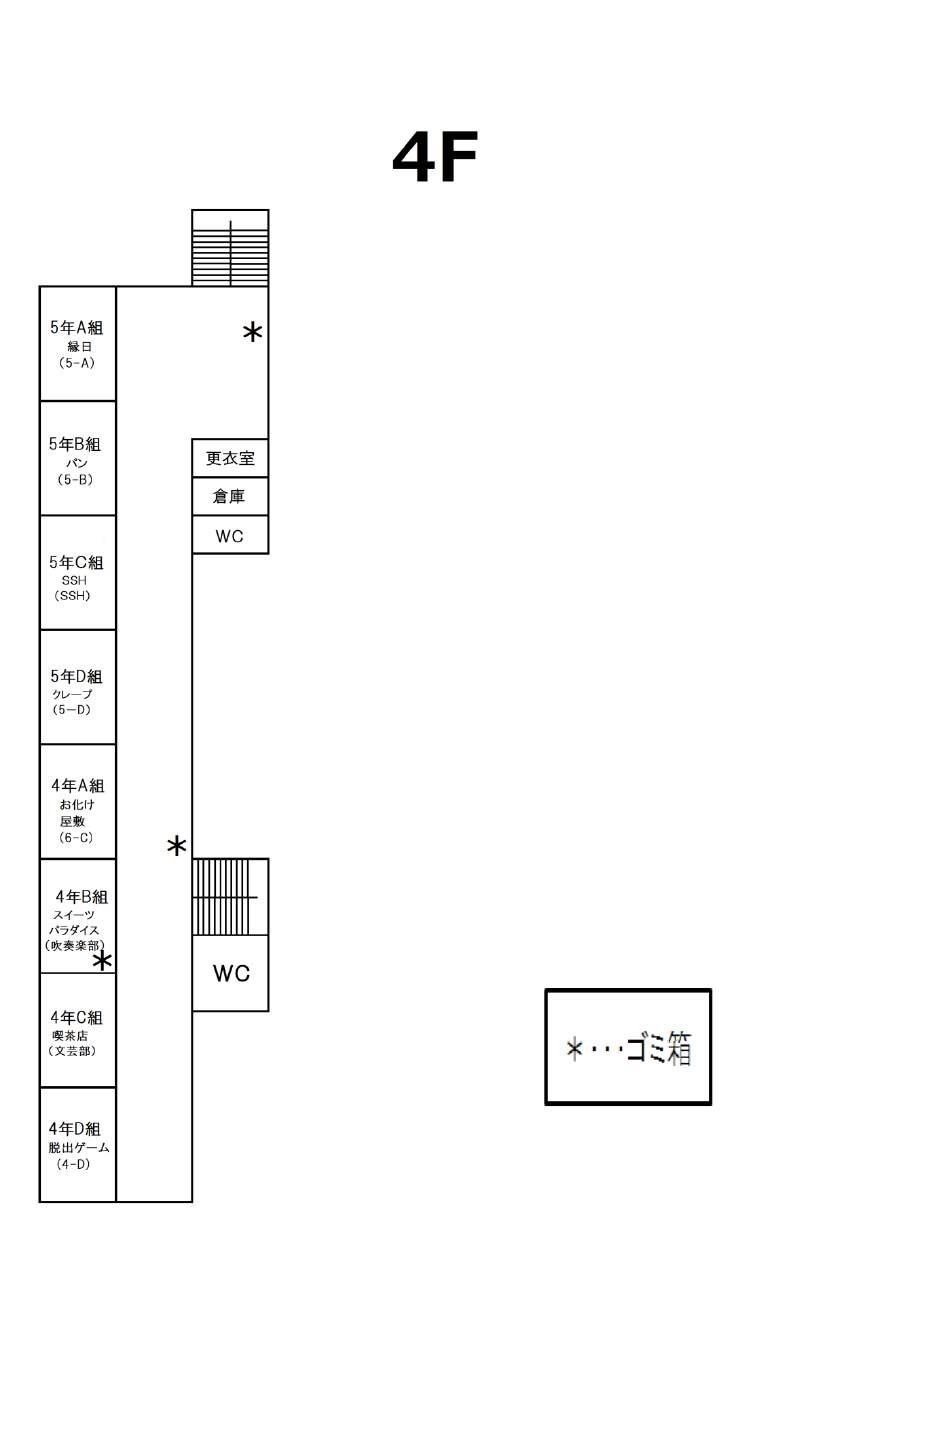 4F
＊
5年A組
縁日
(5-A)
5年B組
パン
(5-B)
更衣室
倉庫
WC
5年C組
SSH
(SSH)
5年D組
クレープ
(5-D)
4年A組
お化け
屋敷
(6-C)
＊
4年B組
スイーツ
パラダイス
(吹奏楽部)
＊
WC
4年C組
喫茶店
(文芸部)
＊・・・ゴミ箱
4年D組
脱出ゲーム
(4-D)